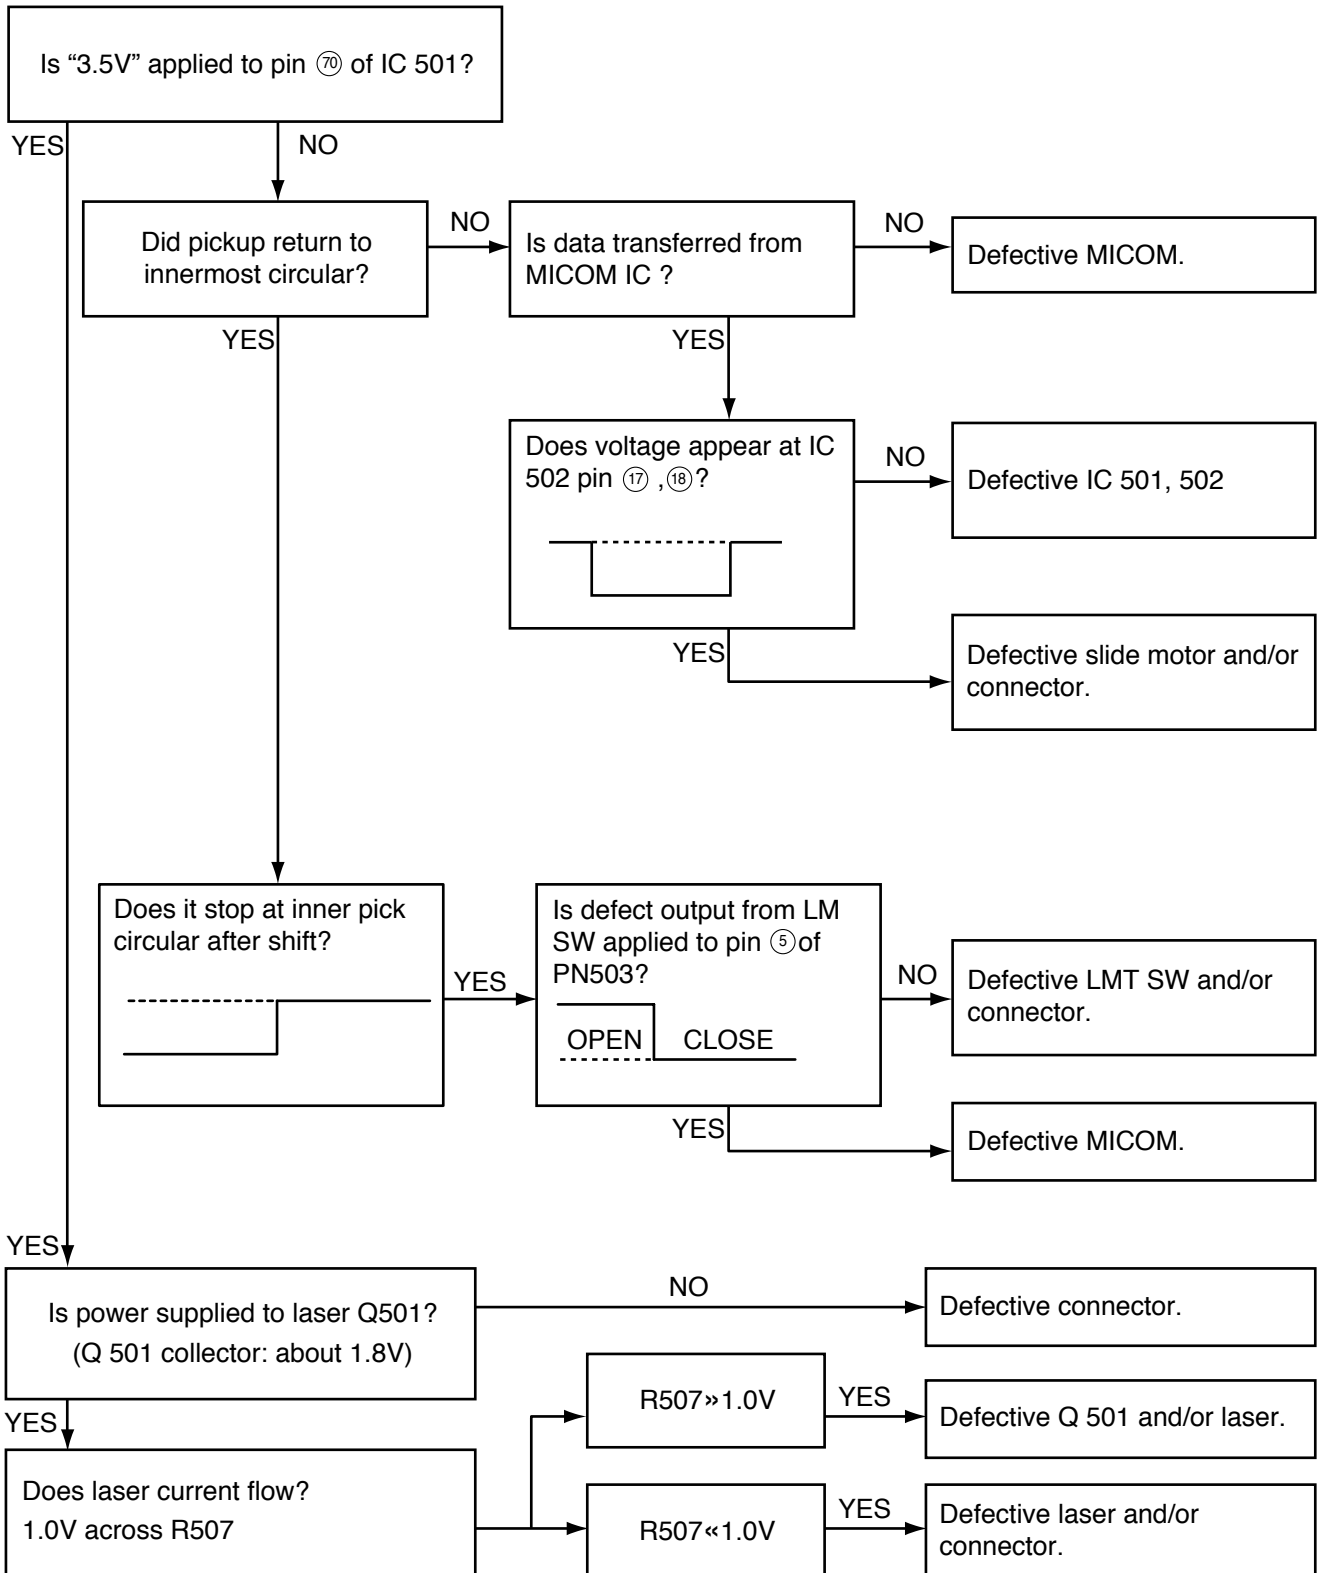 Is “3.5V” applied to pin ⑦⓪ of IC 501?
YES
NO
Did pickup return to
innermost circular?
NO
Is data transferred from
MICOM IC ?
NO
Defective MICOM.
YES
YES
Does voltage appear at IC
502 pin ⑰ ,⑱?
NO
Defective IC 501, 502
YES
Defective slide motor and/or
connector.
Does it stop at inner pick
circular after shift?
YES
Is defect output from LM
SW applied to pin ⑤of
PN503?
OPEN CLOSE
NO
Defective LMT SW and/or
connector.
YES
Defective MICOM.
YES
Is power supplied to laser Q501?
(Q 501 collector: about 1.8V)
NO
Defective connector.
YES
R507»1.0V
YES
Defective Q 501 and/or laser.
Does laser current flow?
1.0V across R507
R507«1.0V
YES
Defective laser and/or
connector.